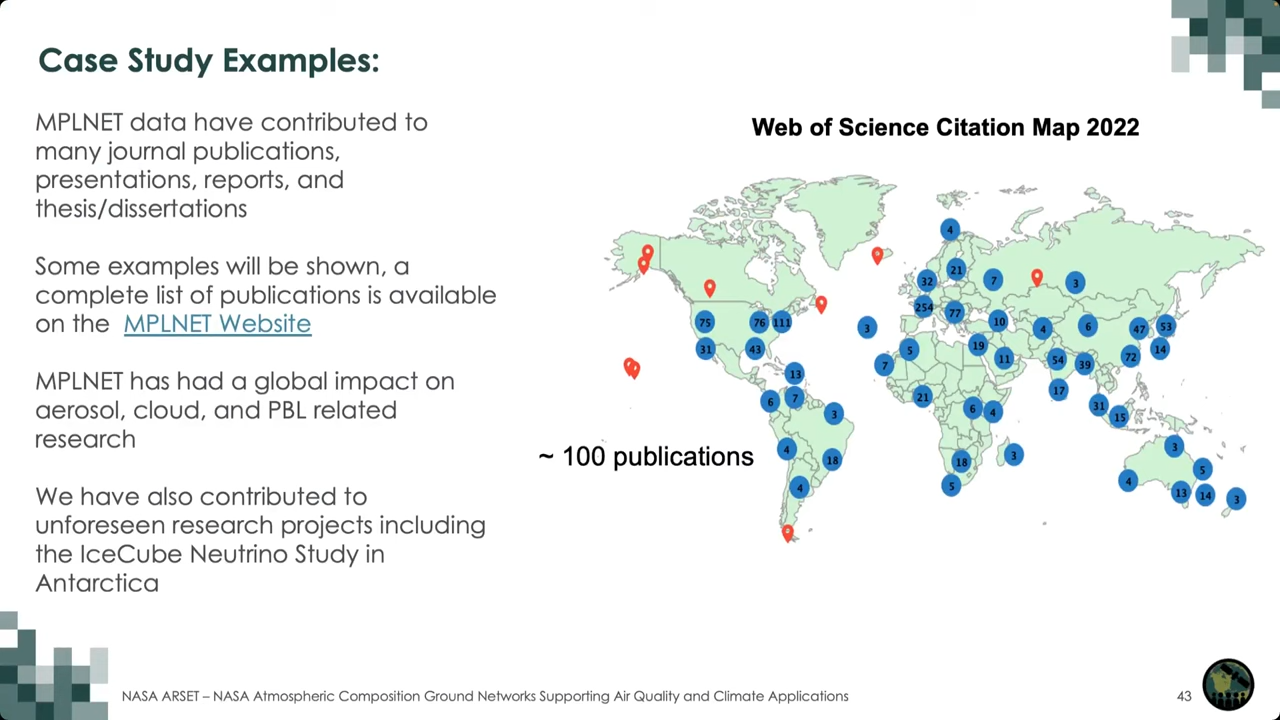 Case Study Examples:
MPLNET data have contributed to
many journal publications,
presentations, reports, and
thesis/dissertations
Some examples will be shown, a
complete list of publications is available
on the MPLNET Website
MPLNET has had a global impact on
aerosol, cloud, and PBL related
research
We have also contributed to
unforeseen research projects including
the IceCube Neutrino Study in
Antarctica
Web of Science Citation Map 2022
4
21
32
7
3
254
77
75
76
111
3
10
4
6
47
53
31
43
5
19
11
54
39
72
14
7
13
17
6
7
21
6
4
31
15
3
4
18
18
3
3
5
4
5
4
13
14
3
~ 100 publications
NASA ARSET – NASA Atmospheric Composition Ground Networks Supporting Air Quality and Climate Applications
43